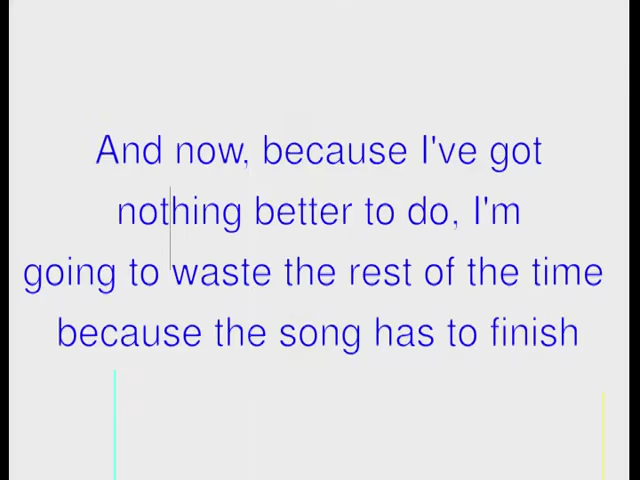 And now, because I've got
nothing better to do, I'm
going to waste the rest of the time
because the song has to finish